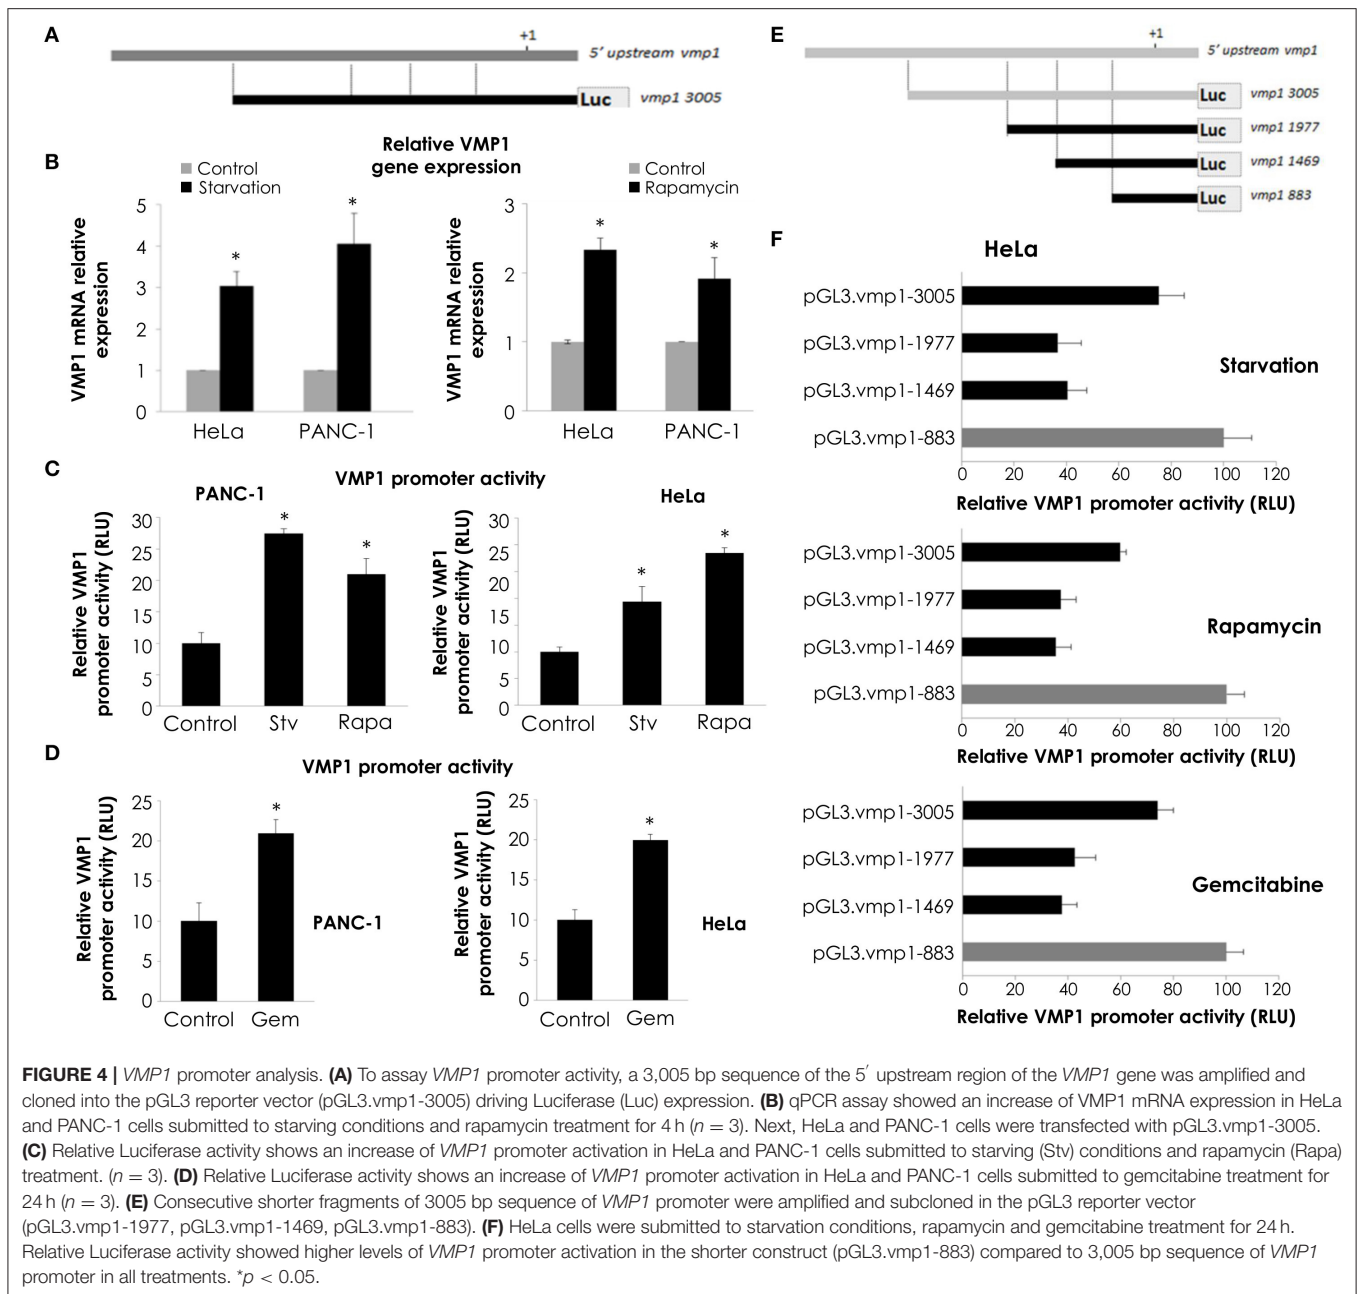 A
+1
5′ upstream vmp1
Luc
vmp1 3005
B
Relative VMP1
gene expression
Control
Starvation
VMP1 mRNA relative
expression
5
4
3
2
1
0
*
*
HeLa
PANC-1
Control
Rapamycin
VMP1 mRNA relative
expression
3
2
1
0
*
*
HeLa
PANC-1
C
VMP1 promoter activity
PANC-1
Relative VMP1
promoter activity (RLU)
30
25
20
15
10
5
0
*
*
Control
Stv
Rapa
HeLa
Relative VMP1
promoter activity (RLU)
30
25
20
15
10
5
0
*
*
Control
Stv
Rapa
D
VMP1 promoter activity
Relative VMP1
promoter activity (RLU)
25
20
15
10
5
0
*
PANC-1
Control
Gem
Relative VMP1
promoter activity (RLU)
25
20
15
10
5
0
*
HeLa
Control
Gem
E
+1
5′ upstream vmp1
Luc vmp1 3005
Luc vmp1 1977
Luc vmp1 1469
Luc vmp1 883
F
HeLa
pGL3.vmp1-3005
pGL3.vmp1-1977
pGL3.vmp1-1469
pGL3.vmp1-883
Starvation
0 20 40 60 80 100 120
Relative VMP1 promoter activity (RLU)
pGL3.vmp1-3005
pGL3.vmp1-1977
pGL3.vmp1-1469
pGL3.vmp1-883
Rapamycin
0 20 40 60 80 100 120
Relative VMP1 promoter activity (RLU)
pGL3.vmp1-3005
pGL3.vmp1-1977
pGL3.vmp1-1469
pGL3.vmp1-883
Gemcitabine
0 20 40 60 80 100 120
Relative VMP1 promoter activity (RLU)
FIGURE 4 | VMP1 promoter analysis. (A) To assay VMP1 promoter activity, a 3,005 bp sequence of the 5′ upstream region of the VMP1 gene was amplified and
cloned into the pGL3 reporter vector (pGL3.vmp1-3005) driving Luciferase (Luc) expression. (B) qPCR assay showed an increase of VMP1 mRNA expression in HeLa
and PANC-1 cells submitted to starving conditions and rapamycin treatment for 4 h (n = 3). Next, HeLa and PANC-1 cells were transfected with pGL3.vmp1-3005.
(C) Relative Luciferase activity shows an increase of VMP1 promoter activation in HeLa and PANC-1 cells submitted to starving (Stv) conditions and rapamycin (Rapa)
treatment. (n = 3). (D) Relative Luciferase activity shows an increase of VMP1 promoter activation in HeLa and PANC-1 cells submitted to gemcitabine treatment for
24 h (n = 3). (E) Consecutive shorter fragments of 3005 bp sequence of VMP1 promoter were amplified and subcloned in the pGL3 reporter vector
(pGL3.vmp1-1977, pGL3.vmp1-1469, pGL3.vmp1-883). (F) HeLa cells were submitted to starvation conditions, rapamycin and gemcitabine treatment for 24 h.
Relative Luciferase activity showed higher levels of VMP1 promoter activation in the shorter construct (pGL3.vmp1-883) compared to 3,005 bp sequence of VMP1
promoter in all treatments. *p < 0.05.